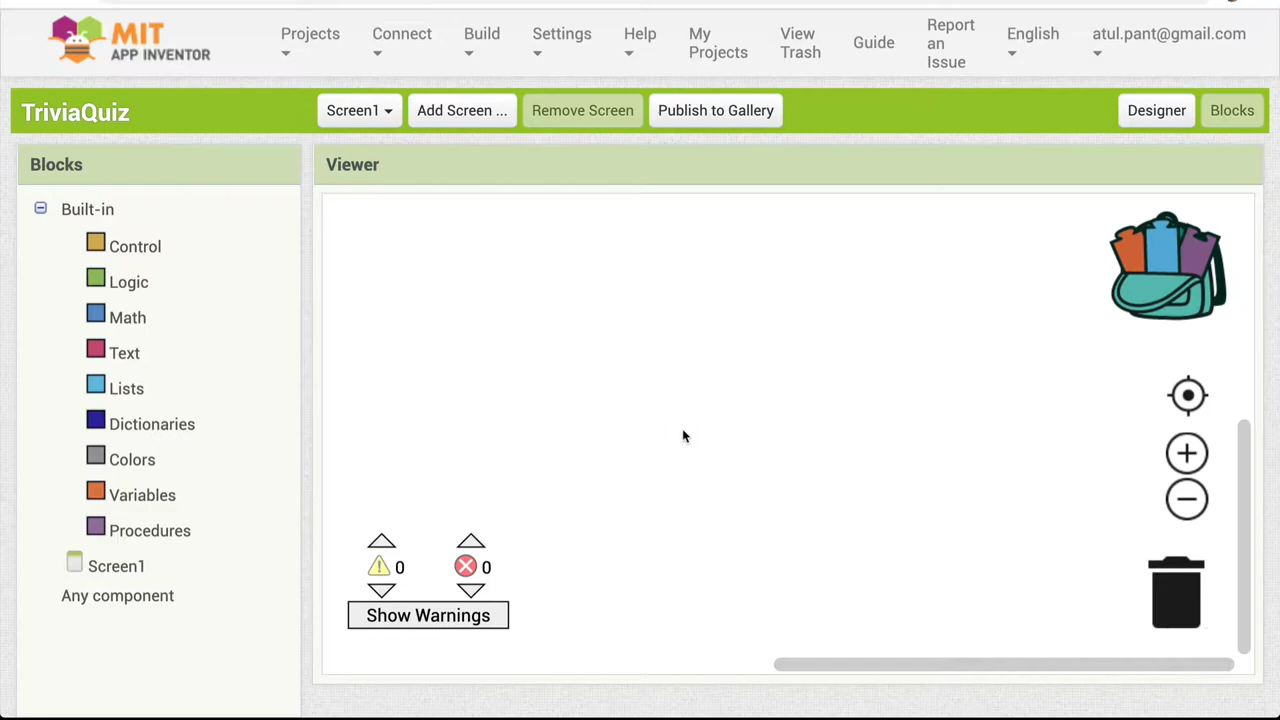 MIT
APP INVENTOR
Projects
Connect
Build
Settings
Help
My
Projects
View
Trash
Guide
Report
an
Issue
English
atul.pant@gmail.com
TriviaQuiz
Screen1
Add Screen ...
Remove Screen
Publish to Gallery
Designer
Blocks
Blocks
Viewer
Built-in
Control
Logic
Math
Text
Lists
Dictionaries
Colors
Variables
Procedures
Screen1
Any component
0
0
Show Warnings